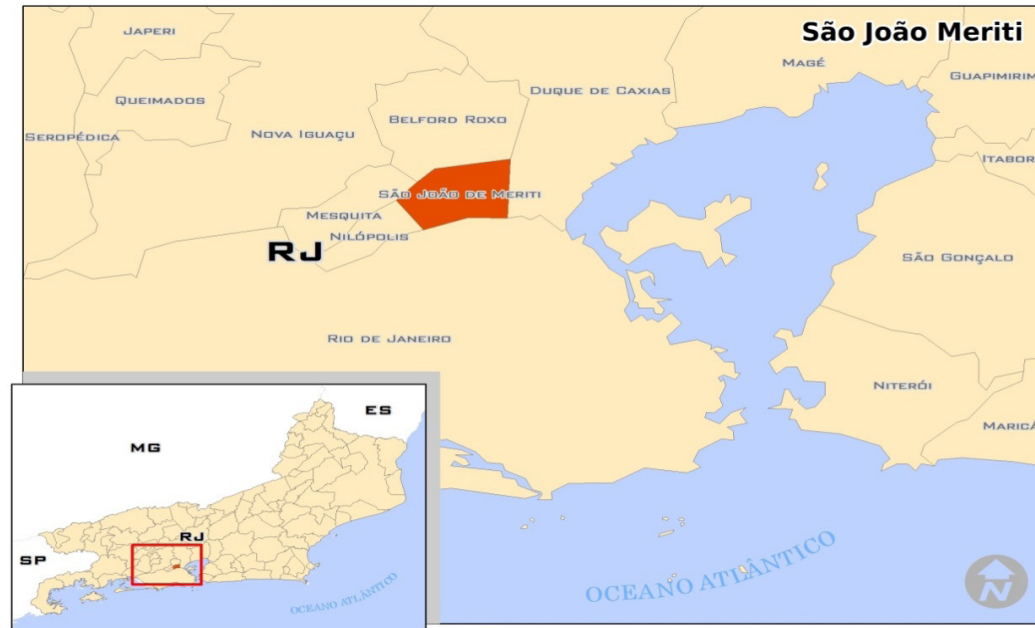 São João Meriti
JAPERI
MAGÉ
GUAPIMIRIM
QUEIMADOS
DUQUE DE CAXIAS
BELFORD ROXO
SEROPÉDICA
NOVA IGUAÇU
ITABOR
SÃO JOÃO DE MERITI
MESQUITA
NILÓPOLIS
RJ
SÃO GONÇALO
RIO DE JANEIRO
NITERÓI
MARICÁ
ES
MG
RJ
SP
OCEANO ATLÂNTICO
OCEANO ATLÂNTICO
N